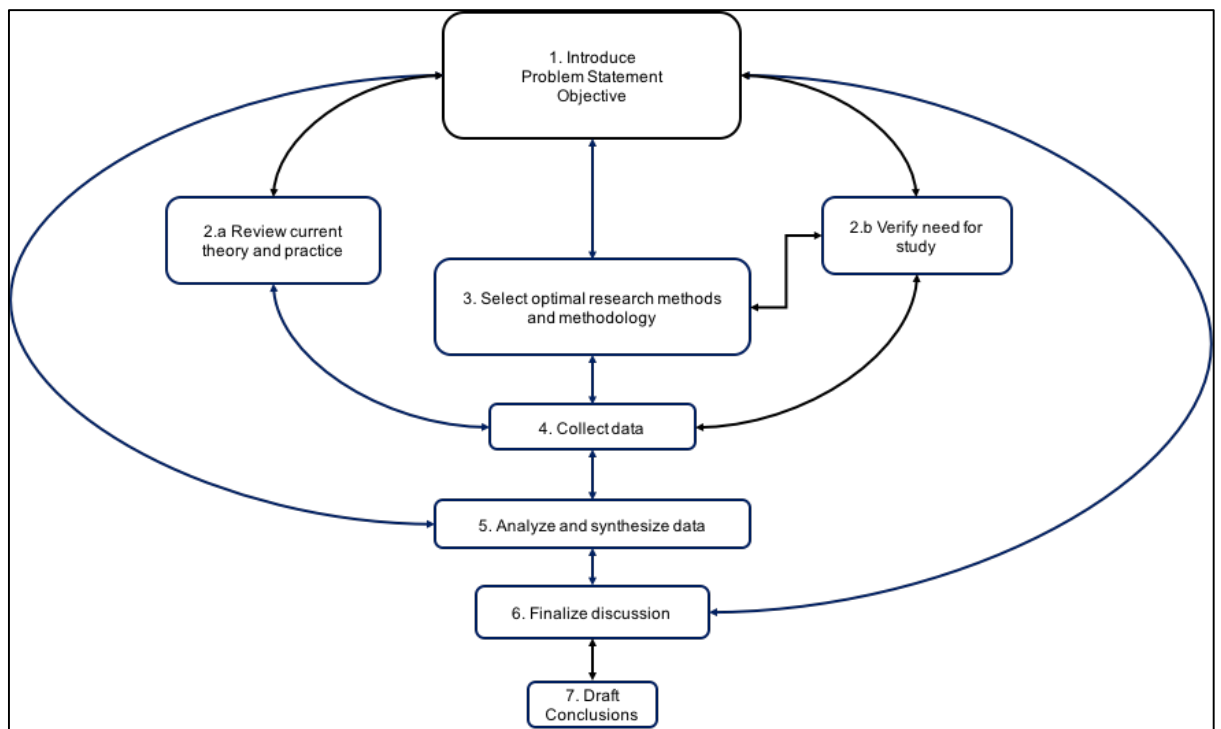 1. Introduce
Problem Statement
Objective
2.a Review current
theory and practice
2.b Verify need for
study
3. Select optimal research methods
and methodology
4. Collect data
5. Analyze and synthesize data
6. Finalize discussion
7. Draft
Conclusions